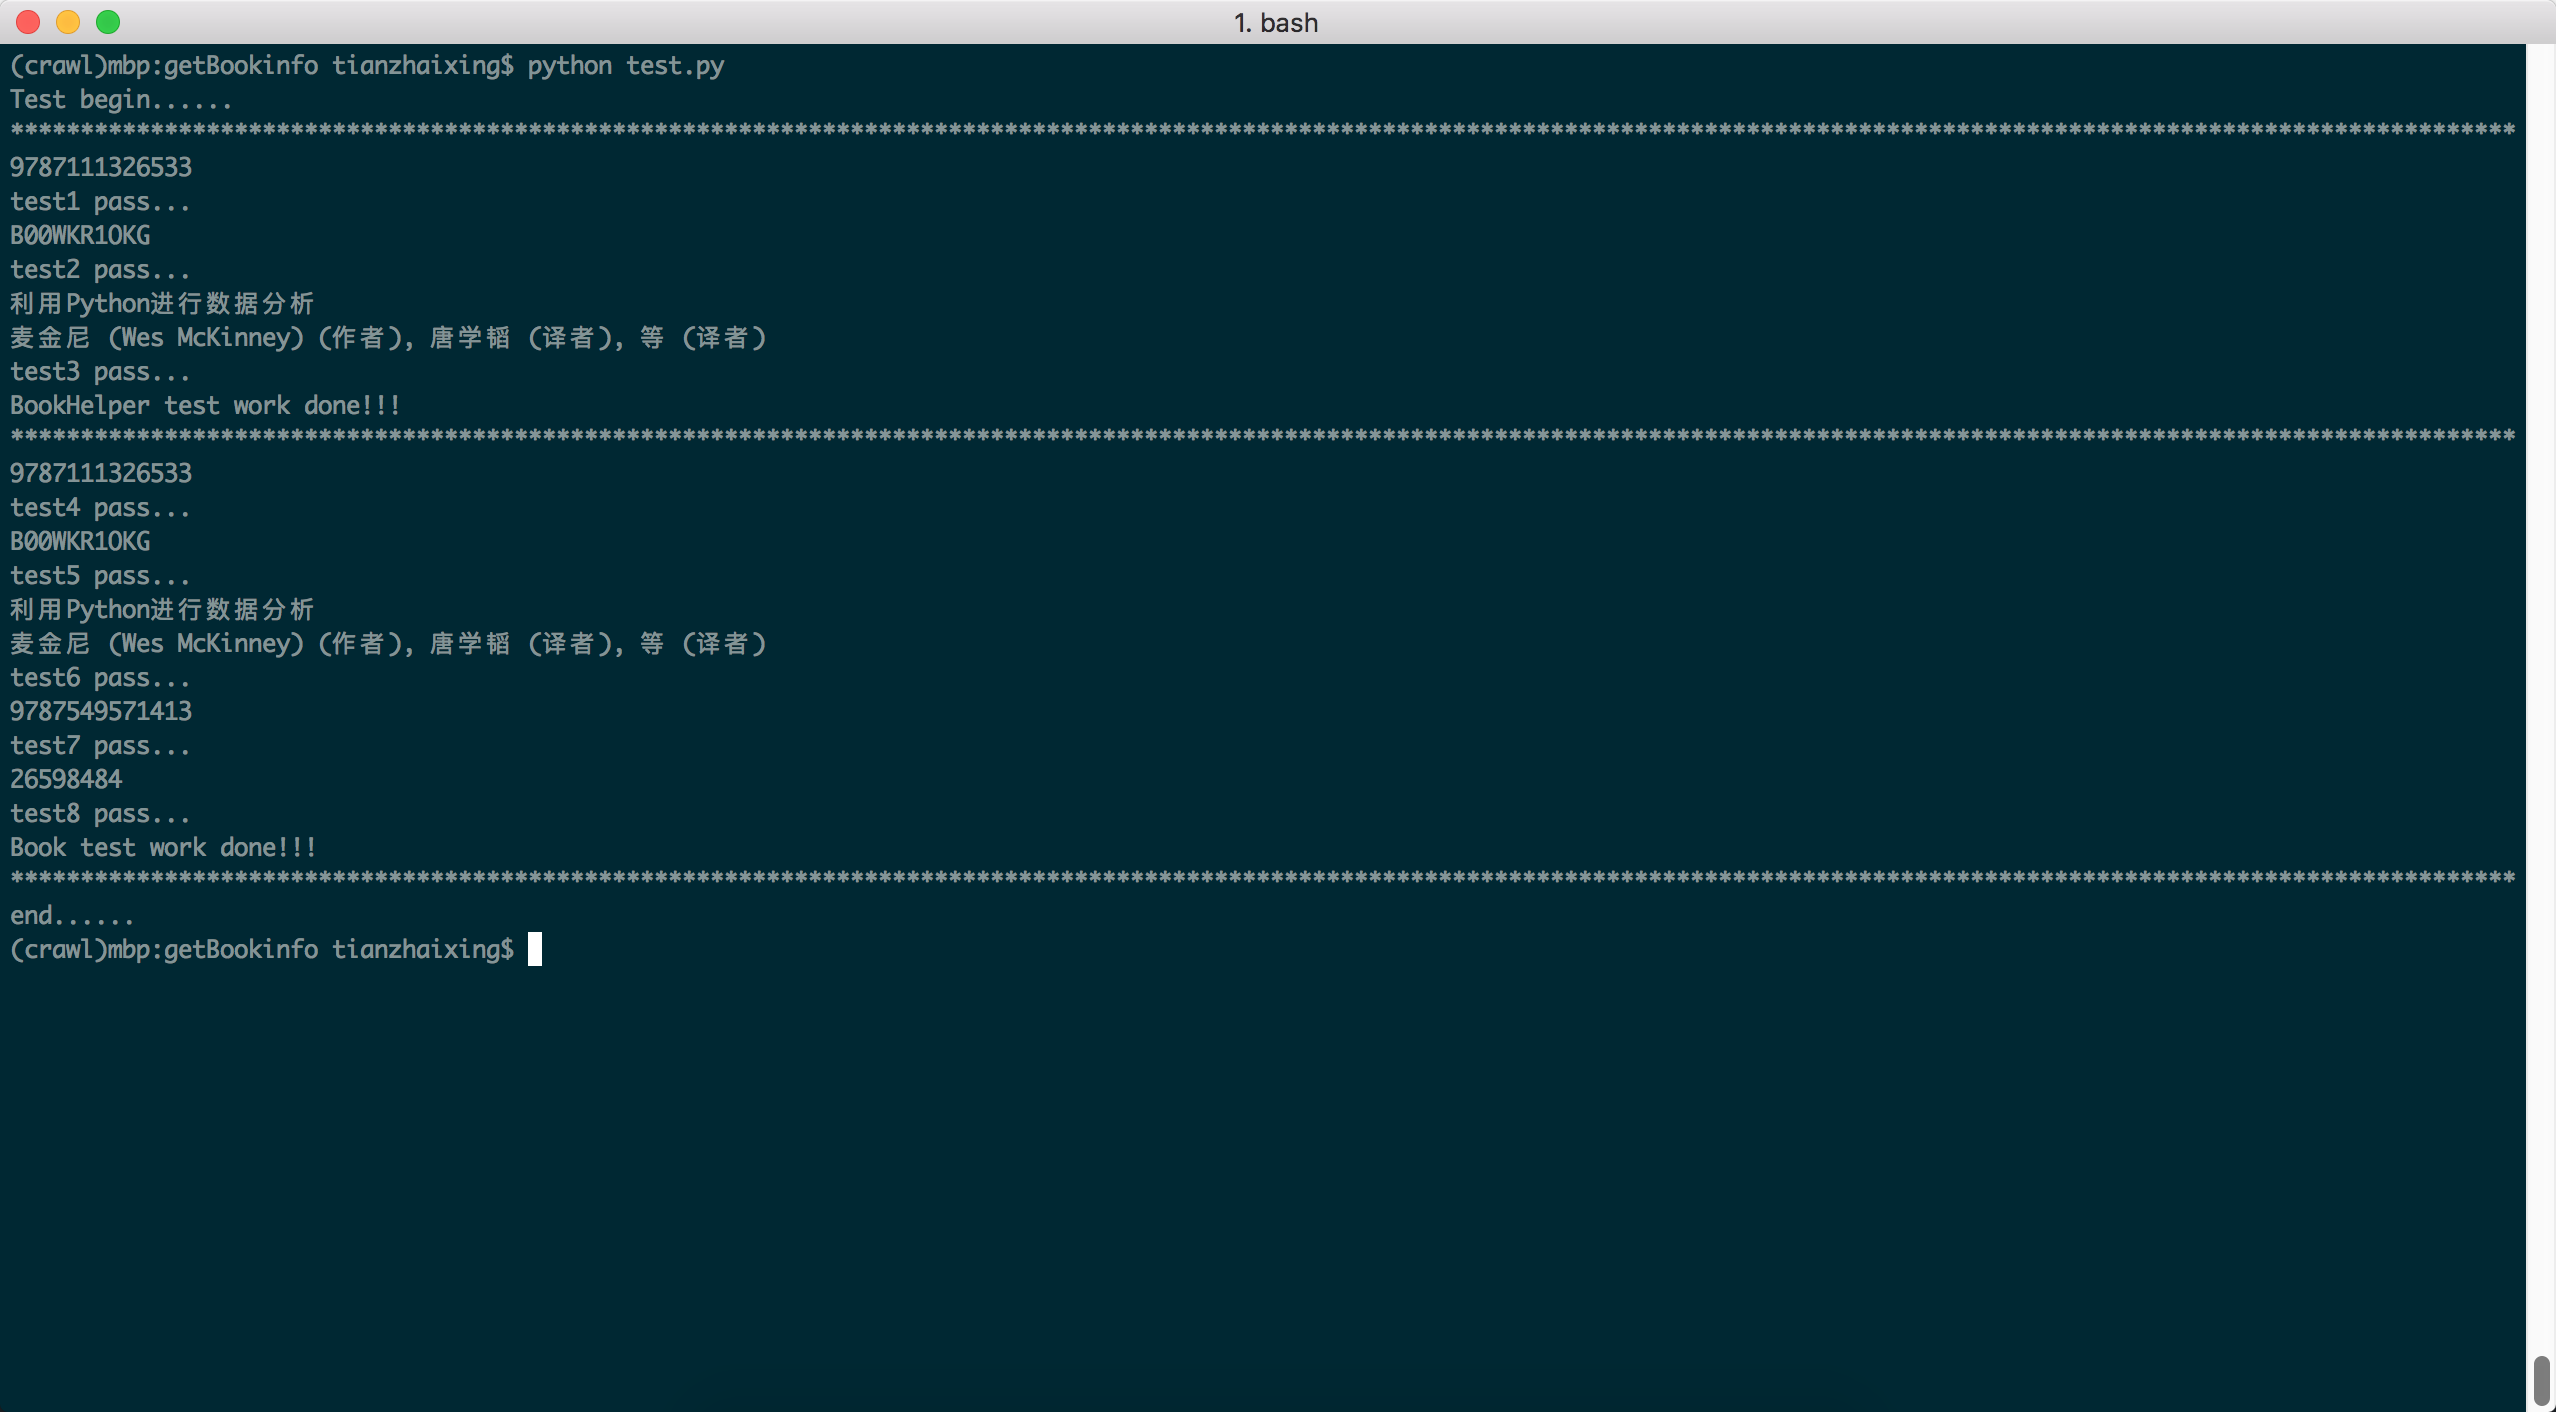 1. bash
(crawl)mbp:getBookinfo tianzhaixing$ python test.py
Test begin......
***********************************************************************************************************************************************************************************
9787111326533
test1 pass...
B00WKR1OKG
test2 pass...
利用Python进行数据分析
麦金尼 (Wes McKinney) (作者), 唐学韬 (译者), 等 (译者)
test3 pass...
BookHelper test work done!!!
***********************************************************************************************************************************************************************************
9787111326533
test4 pass...
B00WKR1OKG
test5 pass...
利用Python进行数据分析
麦金尼 (Wes McKinney) (作者), 唐学韬 (译者), 等 (译者)
test6 pass...
9787549571413
test7 pass...
26598484
test8 pass...
Book test work done!!!
***********************************************************************************************************************************************************************************
end......
(crawl)mbp:getBookinfo tianzhaixing$